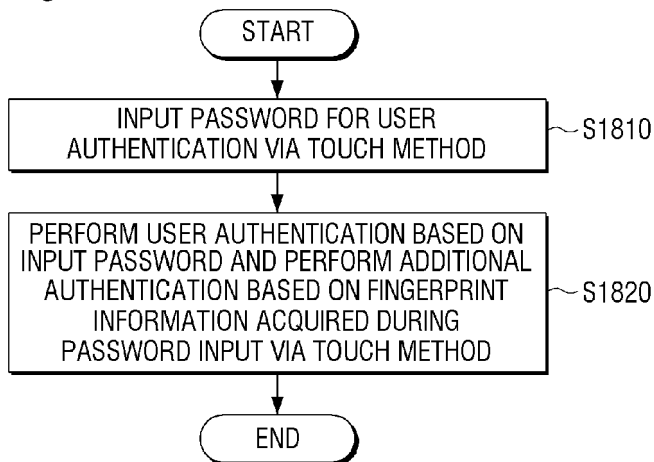 START
INPUT PASSWORD FOR USER
AUTHENTICATION VIA TOUCH METHOD
S1810
PERFORM USER AUTHENTICATION BASED ON
INPUT PASSWORD AND PERFORM ADDITIONAL
AUTHENTICATION BASED ON FINGERPRINT
INFORMATION ACQUIRED DURING
PASSWORD INPUT VIA TOUCH METHOD
S1820
END